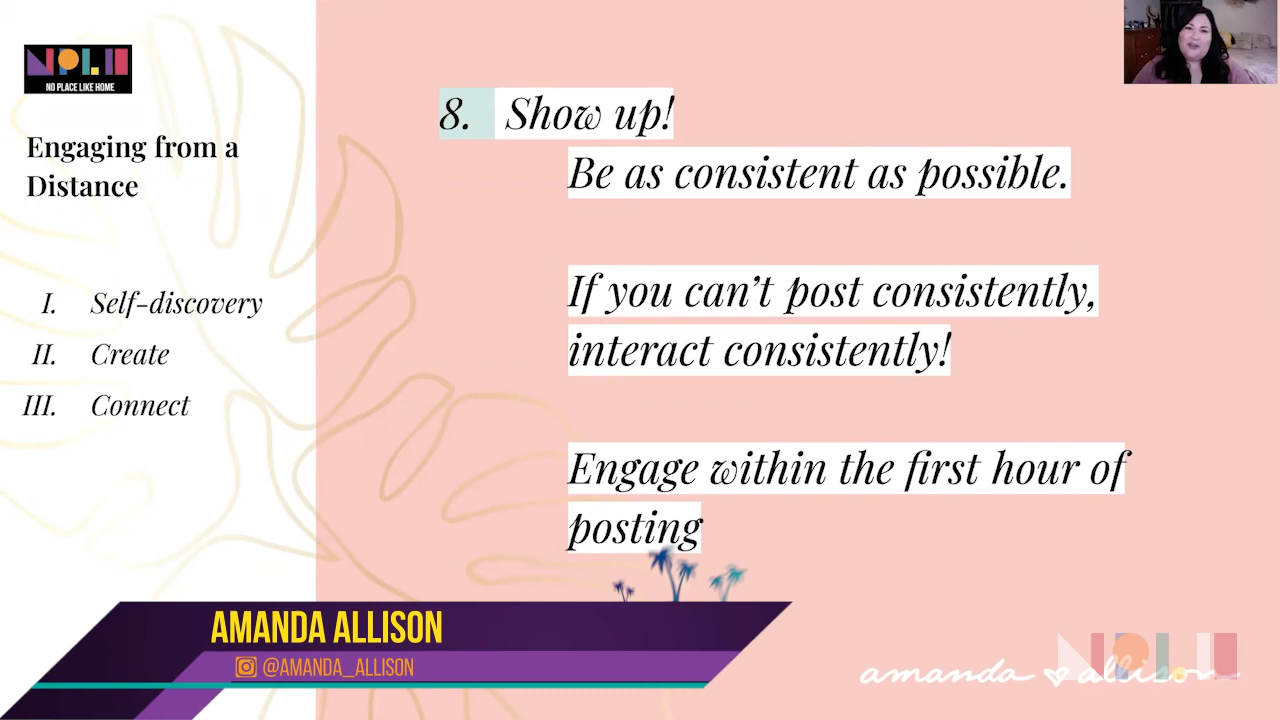 NPLH
NO PLACE LIKE HOME
Engaging from a
Distance
I. Self-discovery
II. Create
III. Connect
8. Show up!
Be as consistent as possible.
If you can’t post consistently,
interact consistently!
Engage within the first hour of
posting
AMANDA ALLISON
@AMANDA_ALLISON
amanda allison
NPLH